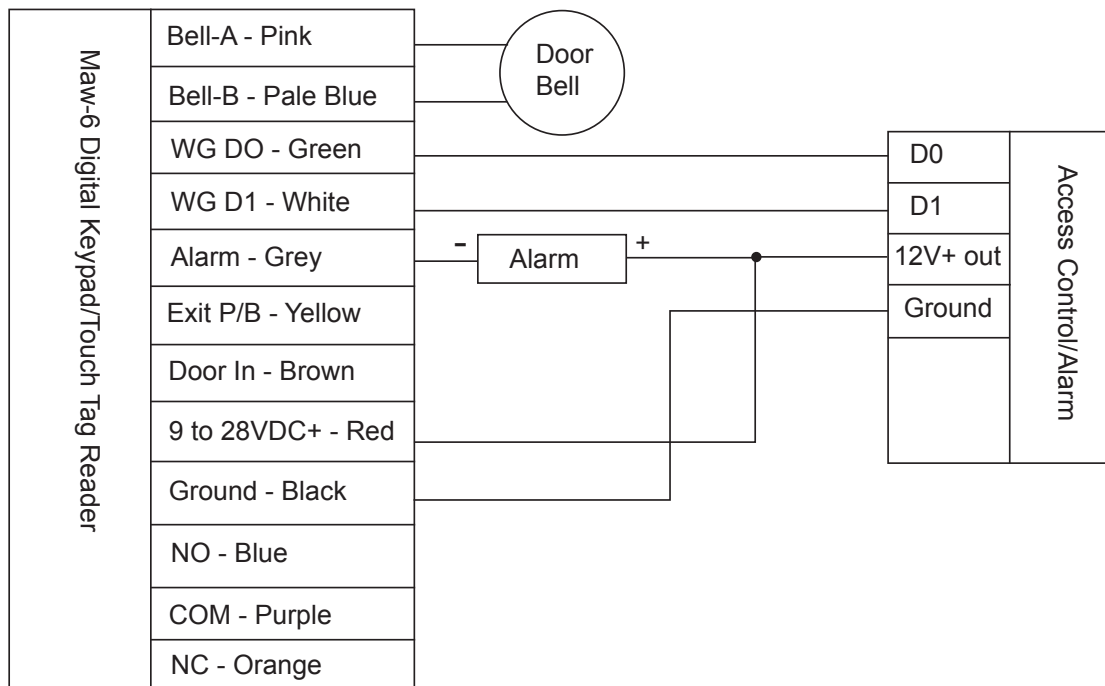 Maw-6 Digital Keypad/Touch Tag Reader
Bell-A - Pink
Bell-B - Pale Blue
WG DO - Green
WG D1 - White
Alarm - Grey
Exit P/B - Yellow
Door In - Brown
9 to 28VDC+ - Red
Ground - Black
NO - Blue
COM - Purple
NC - Orange
Door
Bell
-
Alarm
+
D0
D1
12V+ out
Ground
Access Control/Alarm